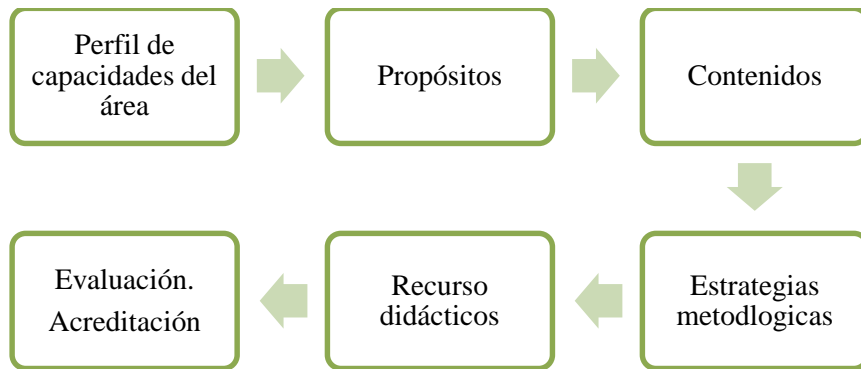 Perfil de
capacidades del
área
Propósitos
Contenidos
Estrategias
metodlogicas
Recurso
didácticos
Evaluación.
Acreditación